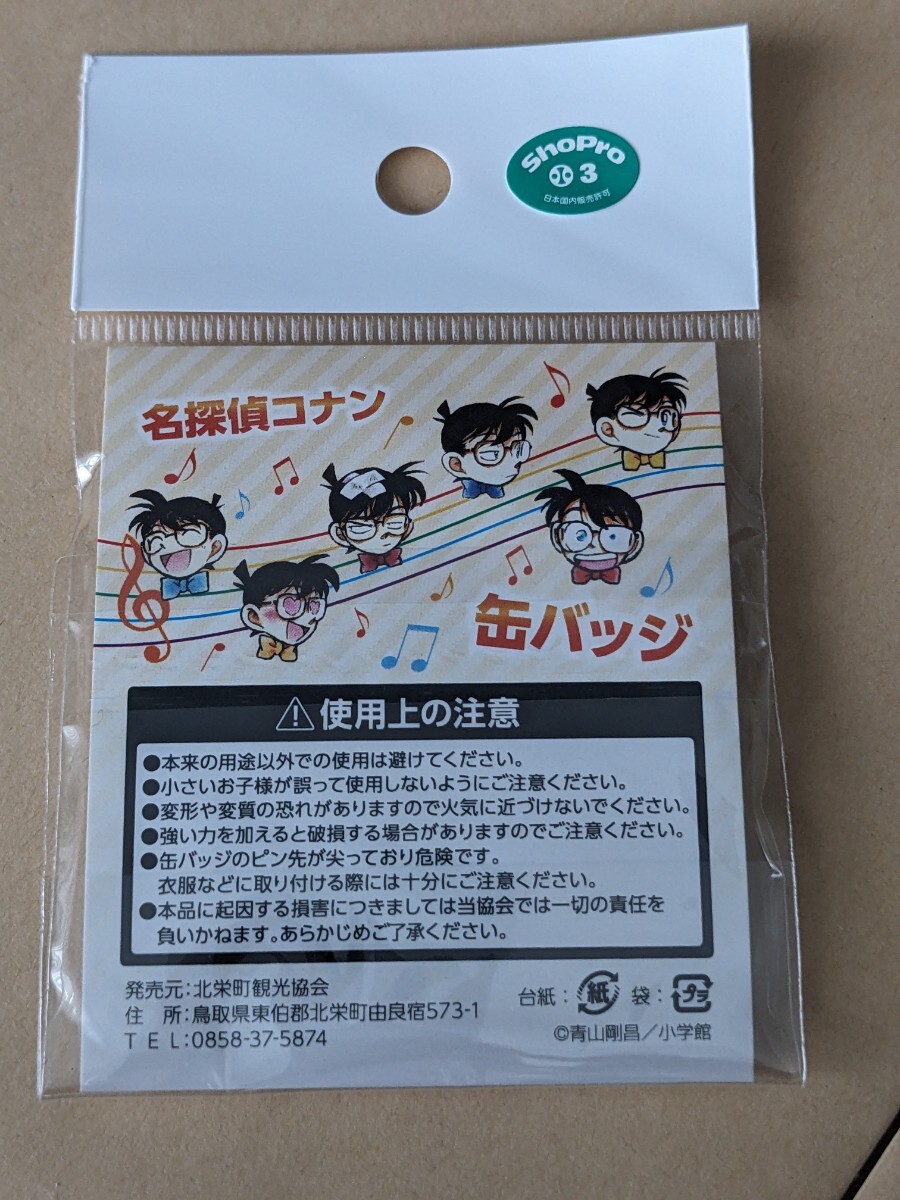 ShoPro
3
日本国内販売許可
名探偵コナン
缶バッジ
使用上の注意
●本来の用途以外での使用は避けてください。
●小さいお子様が誤って使用しないようにご注意ください。
●変形や変質の恐れがありますので火気に近づけないでください。
●強い力を加えると破損する場合がありますのでご注意ください。
●缶バッジのピン先が尖っており危険です。
衣服などに取り付ける際には十分にご注意ください。
●本品に起因する損害につきましては当協会では一切の責任を
負いかねます。あらかじめご了承ください。
発売元:北栄町観光協会
住 所:鳥取県東伯郡北栄町由良宿573-1
T E L:0858-37-5874
台紙: 紙 袋: プラ
©青山剛昌/小学館